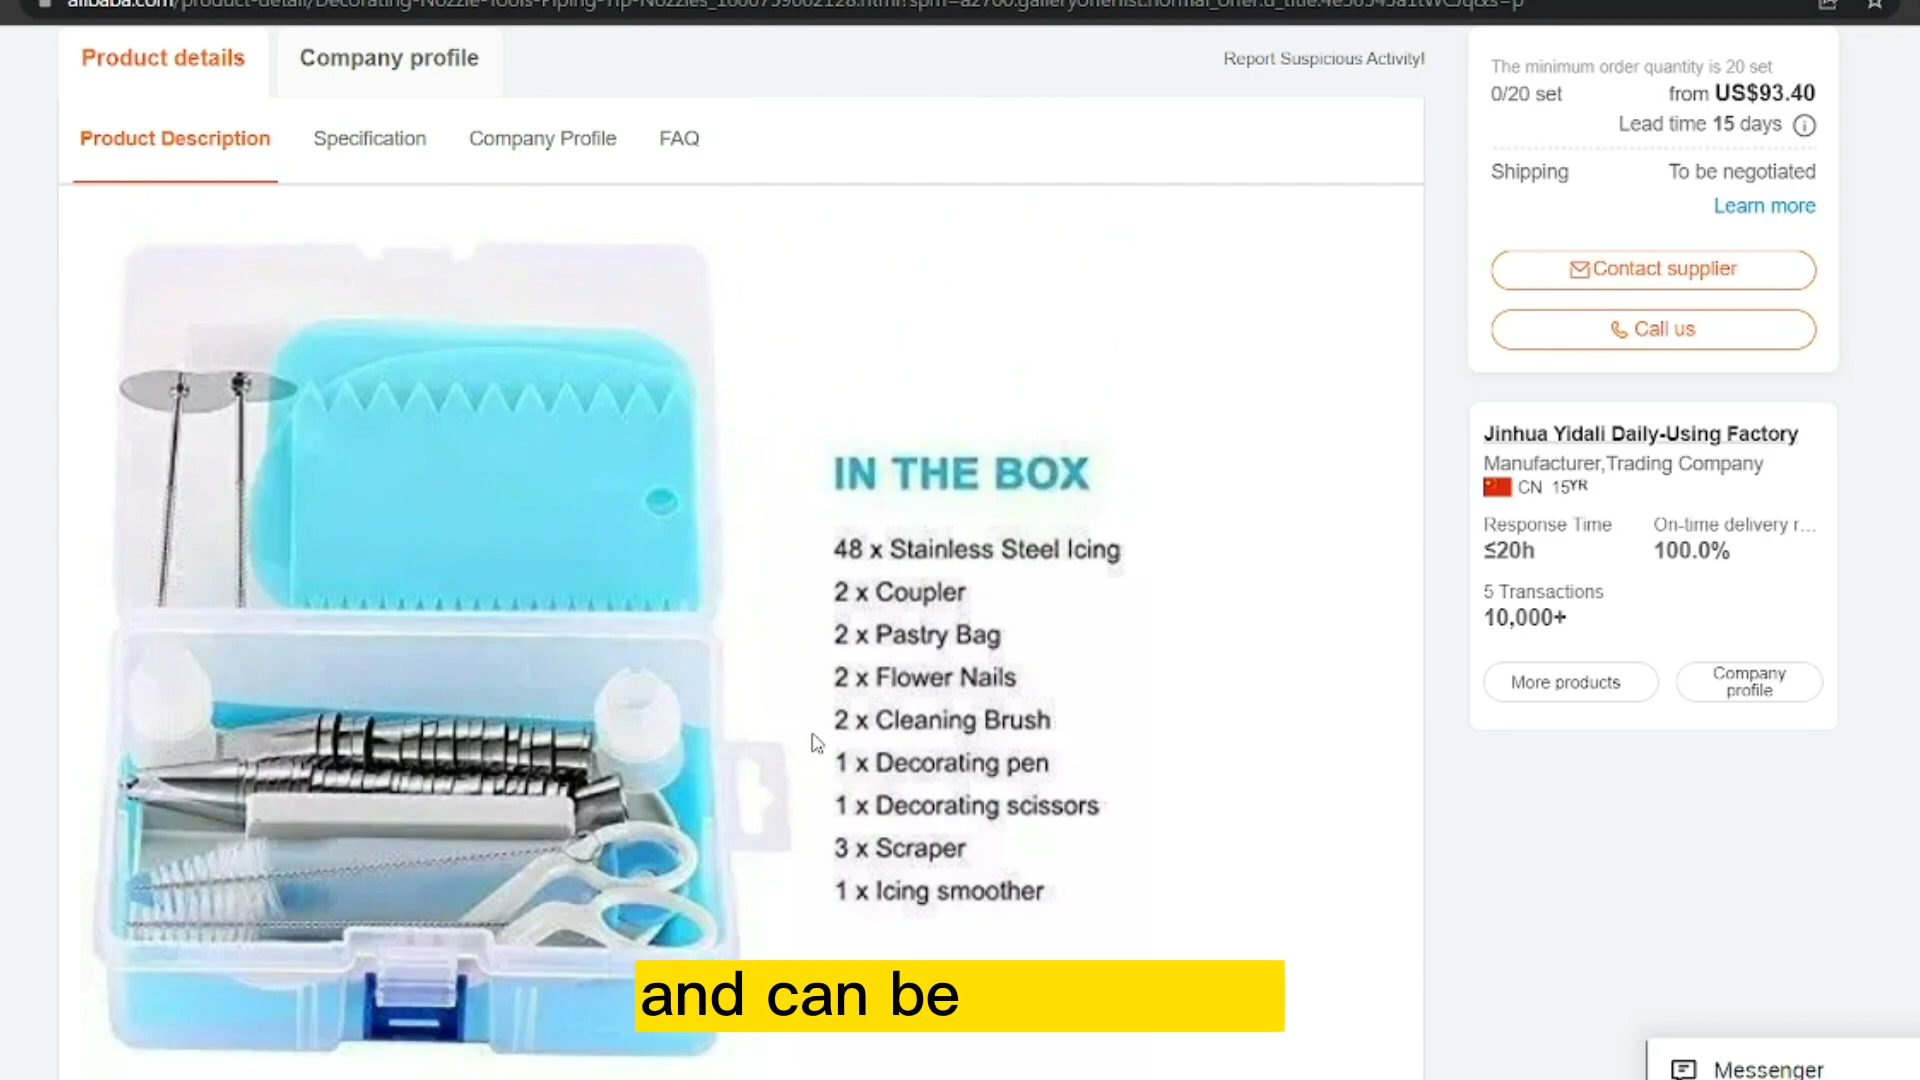 Product details
Company profile
Report Suspicious Activity!
Product Description
Specification
Company Profile
FAQ
IN THE BOX
48 x Stainless Steel Icing
2 x Coupler
2 x Pastry Bag
2 x Flower Nails
2 x Cleaning Brush
1 x Decorating pen
1 x Decorating scissors
3 x Scraper
1 x Icing smoother
and can be
The minimum order quantity is 20 set
0/20 set from US$93.40
Lead time 15 days
Shipping To be negotiated
Learn more
Contact supplier
Call us
Jinhua Yidali Daily-Using Factory
Manufacturer,Trading Company
CN 15YR
Response Time On-time delivery r...
≤20h 100.0%
5 Transactions
10,000+
More products
Company
profile
Messenger